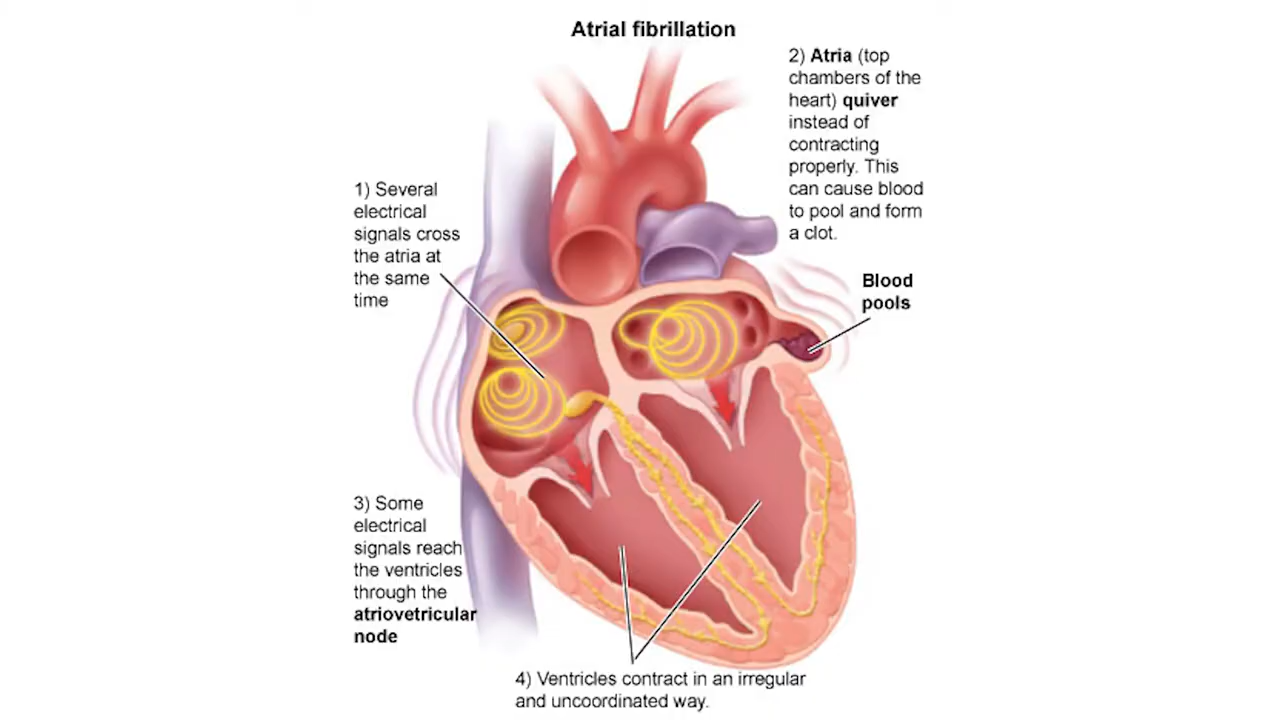 Atrial fibrillation
1) Several
electrical
signals cross
the atria at
the same
time
2) Atria (top
chambers of the
heart) quiver
instead of
contracting
properly. This
can cause blood
to pool and form
a clot.
Blood
pools
3) Some
electrical
signals reach
the ventricles
through the
atriovetricular
node
4) Ventricles contract in an irregular
and uncoordinated way.